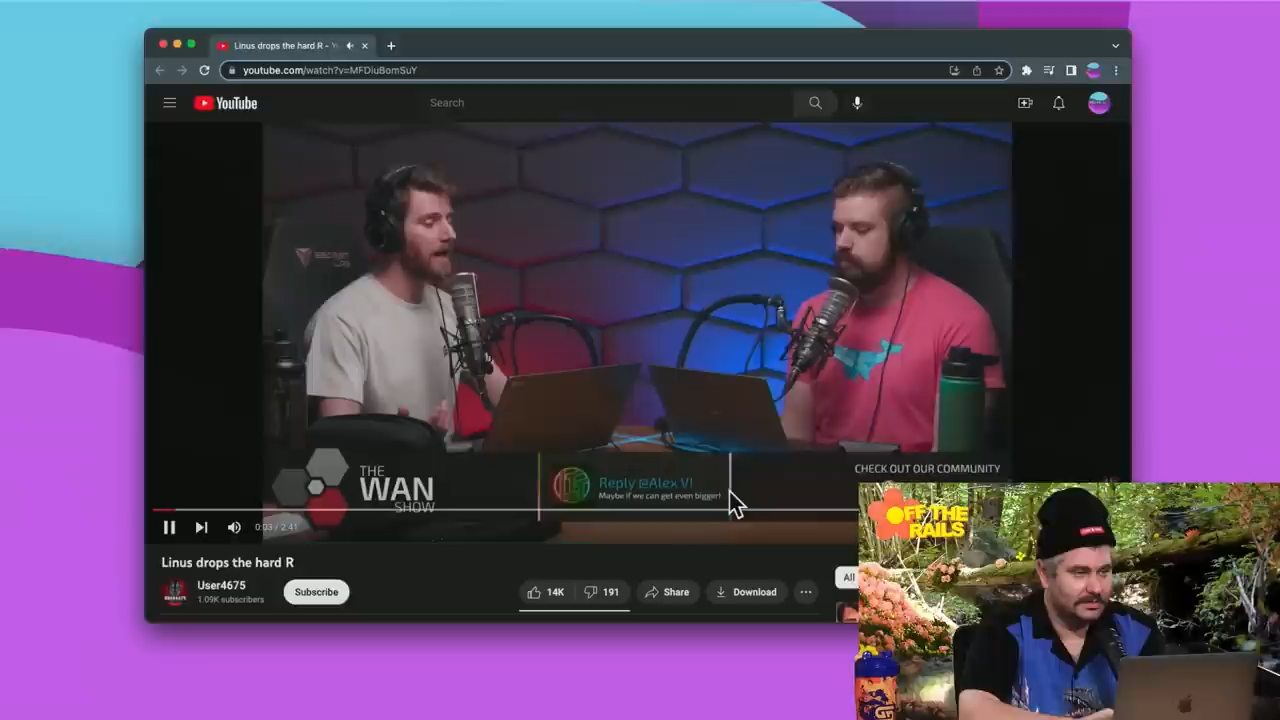 Linus drops the hard R - Y
youtube.com/watch?v=MFDiuBomSuY
YouTube
Search
THE
WAN
SHOW
Reply @Alex V!
Maybe if we can get even bigger!
CHECK OUT OUR COMMUNITY
0:03 / 2:41
OFF THE
RAILS
Linus drops the hard R
User4675
1.09K subscribers
Subscribe
14K
191
Share
Download
All